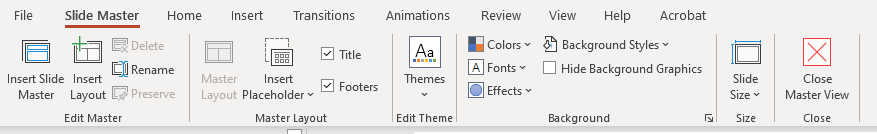 File Slide Master Home Insert Transitions Animations Review View Help Acrobat
Insert Slide Master
Insert Layout
Delete
Rename
Preserve
Edit Master
Master Layout
Insert Placeholder
Title
Footers
Master Layout
Aa
Themes
Edit Theme
Colors
A Fonts
Effects
Background Styles
Hide Background Graphics
Background
Slide Size
Size
Close Master View
Close